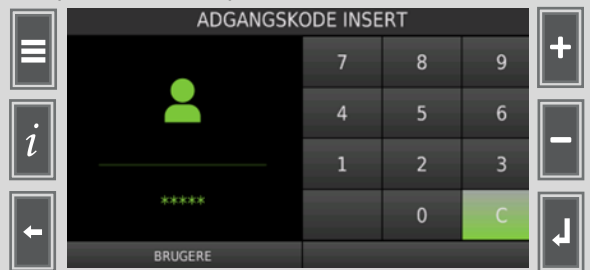 ADGANGSKODE INSERT
7 8 9
4 5 6
1 2 3
*****
0 C
BRUGERE
i
+
-